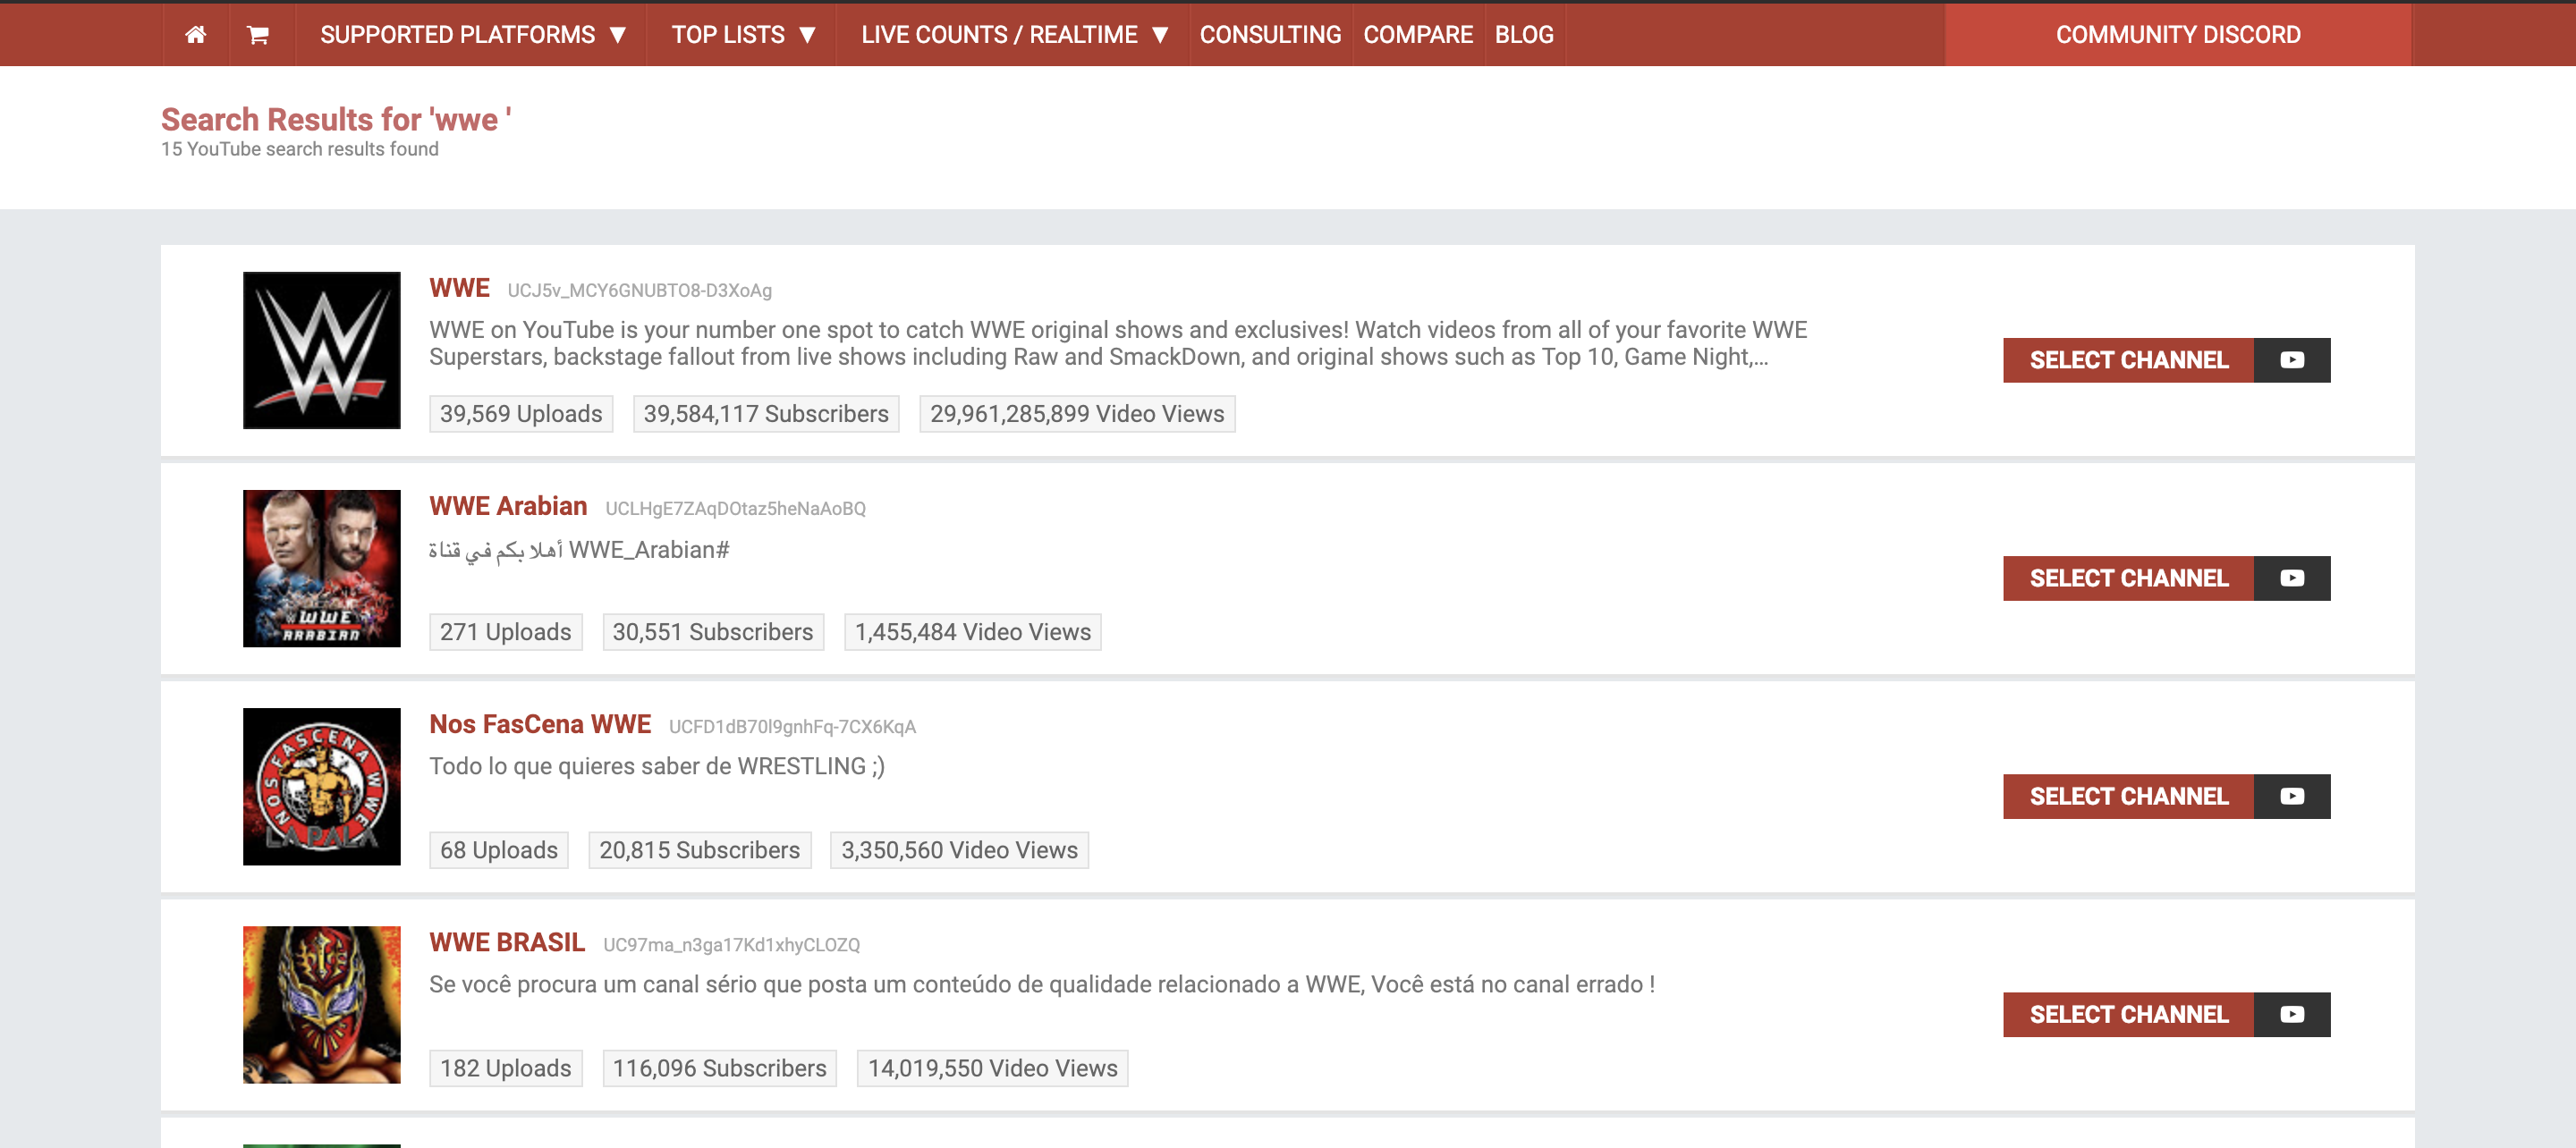 SUPPORTED PLATFORMS ▼ TOP LISTS ▼ LIVE COUNTS / REALTIME ▼ CONSULTING COMPARE BLOG COMMUNITY DISCORD
Search Results for 'wwe '
15 YouTube search results found
WWE UCJ5v_MCY6GNUBTO8-D3XoAg
WWE on YouTube is your number one spot to catch WWE original shows and exclusives! Watch videos from all of your favorite WWE
Superstars, backstage fallout from live shows including Raw and SmackDown, and original shows such as Top 10, Game Night,...
SELECT CHANNEL
39,569 Uploads 39,584,117 Subscribers 29,961,285,899 Video Views
WWE Arabian UCLHgE7ZAqDOtaz5heNaAoBQ
أهلا بكم في قناة WWE_Arabian#
SELECT CHANNEL
WWE
ARABIAN
271 Uploads 30,551 Subscribers 1,455,484 Video Views
Nos FasCena WWE UCFD1dB70l9gnhFq-7CX6KqA
Todo lo que quieres saber de WRESTLING ;)
SELECT CHANNEL
NOS FASCENA WWE
LA PALA
68 Uploads 20,815 Subscribers 3,350,560 Video Views
WWE BRASIL UC97ma_n3ga17Kd1xhyCLOZQ
Se você procura um canal sério que posta um conteúdo de qualidade relacionado a WWE, Você está no canal errado !
SELECT CHANNEL
182 Uploads 116,096 Subscribers 14,019,550 Video Views